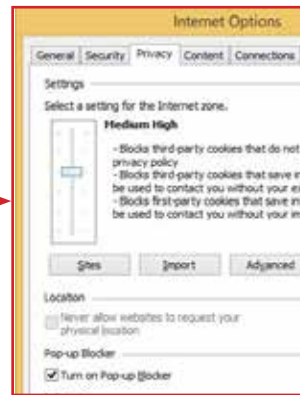 Internet Options
General Security Privacy Content Connections
Settings
Select a setting for the Internet zone.
Medium High
- Blocks third-party cookies that do not
privacy policy
- Blocks third-party cookies that save in
be used to contact you without your e
- Blocks first-party cookies that save in
be used to contact you without your im
Sites Import Advanced
Location
Never allow websites to request your
physical location
Pop-up Blocker
Turn on Pop-up Blocker